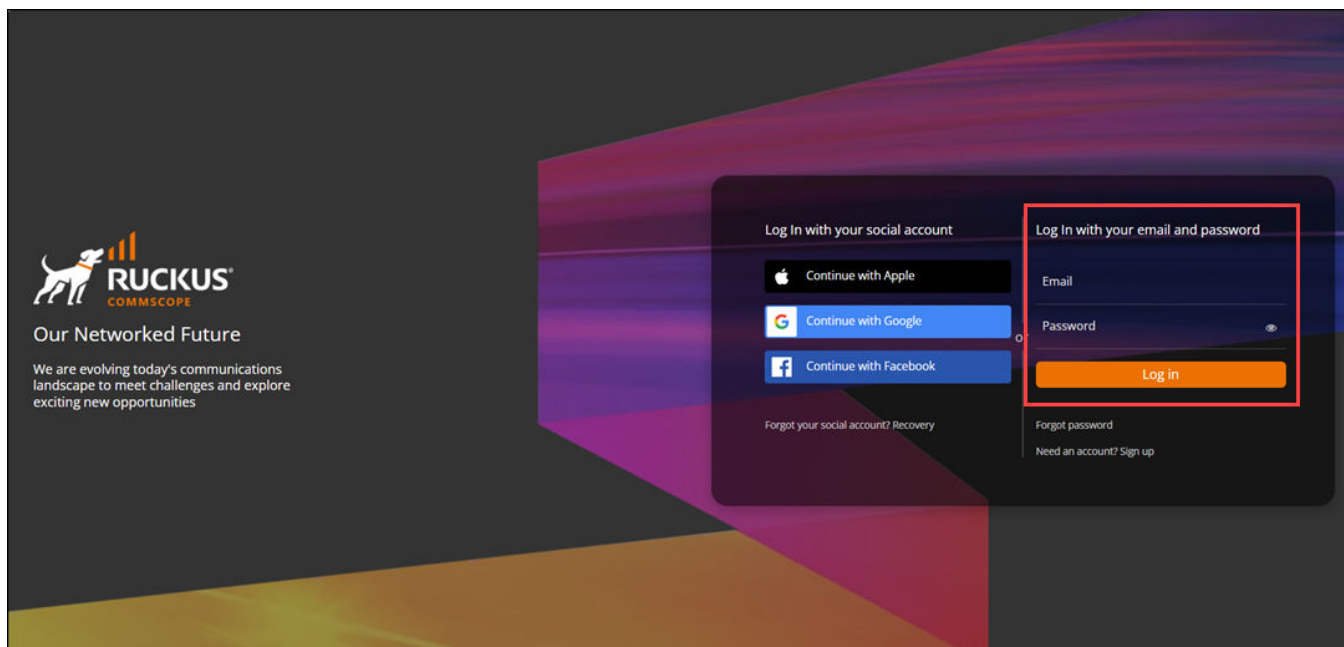 RUCKUS®
COMMSCOPE
Our Networked Future
We are evolving today's communications
landscape to meet challenges and explore
exciting new opportunities
Log In with your social account
Continue with Apple
Continue with Google
Continue with Facebook
Forgot your social account? Recovery
or
Log In with your email and password
Email
Password
Log in
Forgot password
Need an account? Sign up